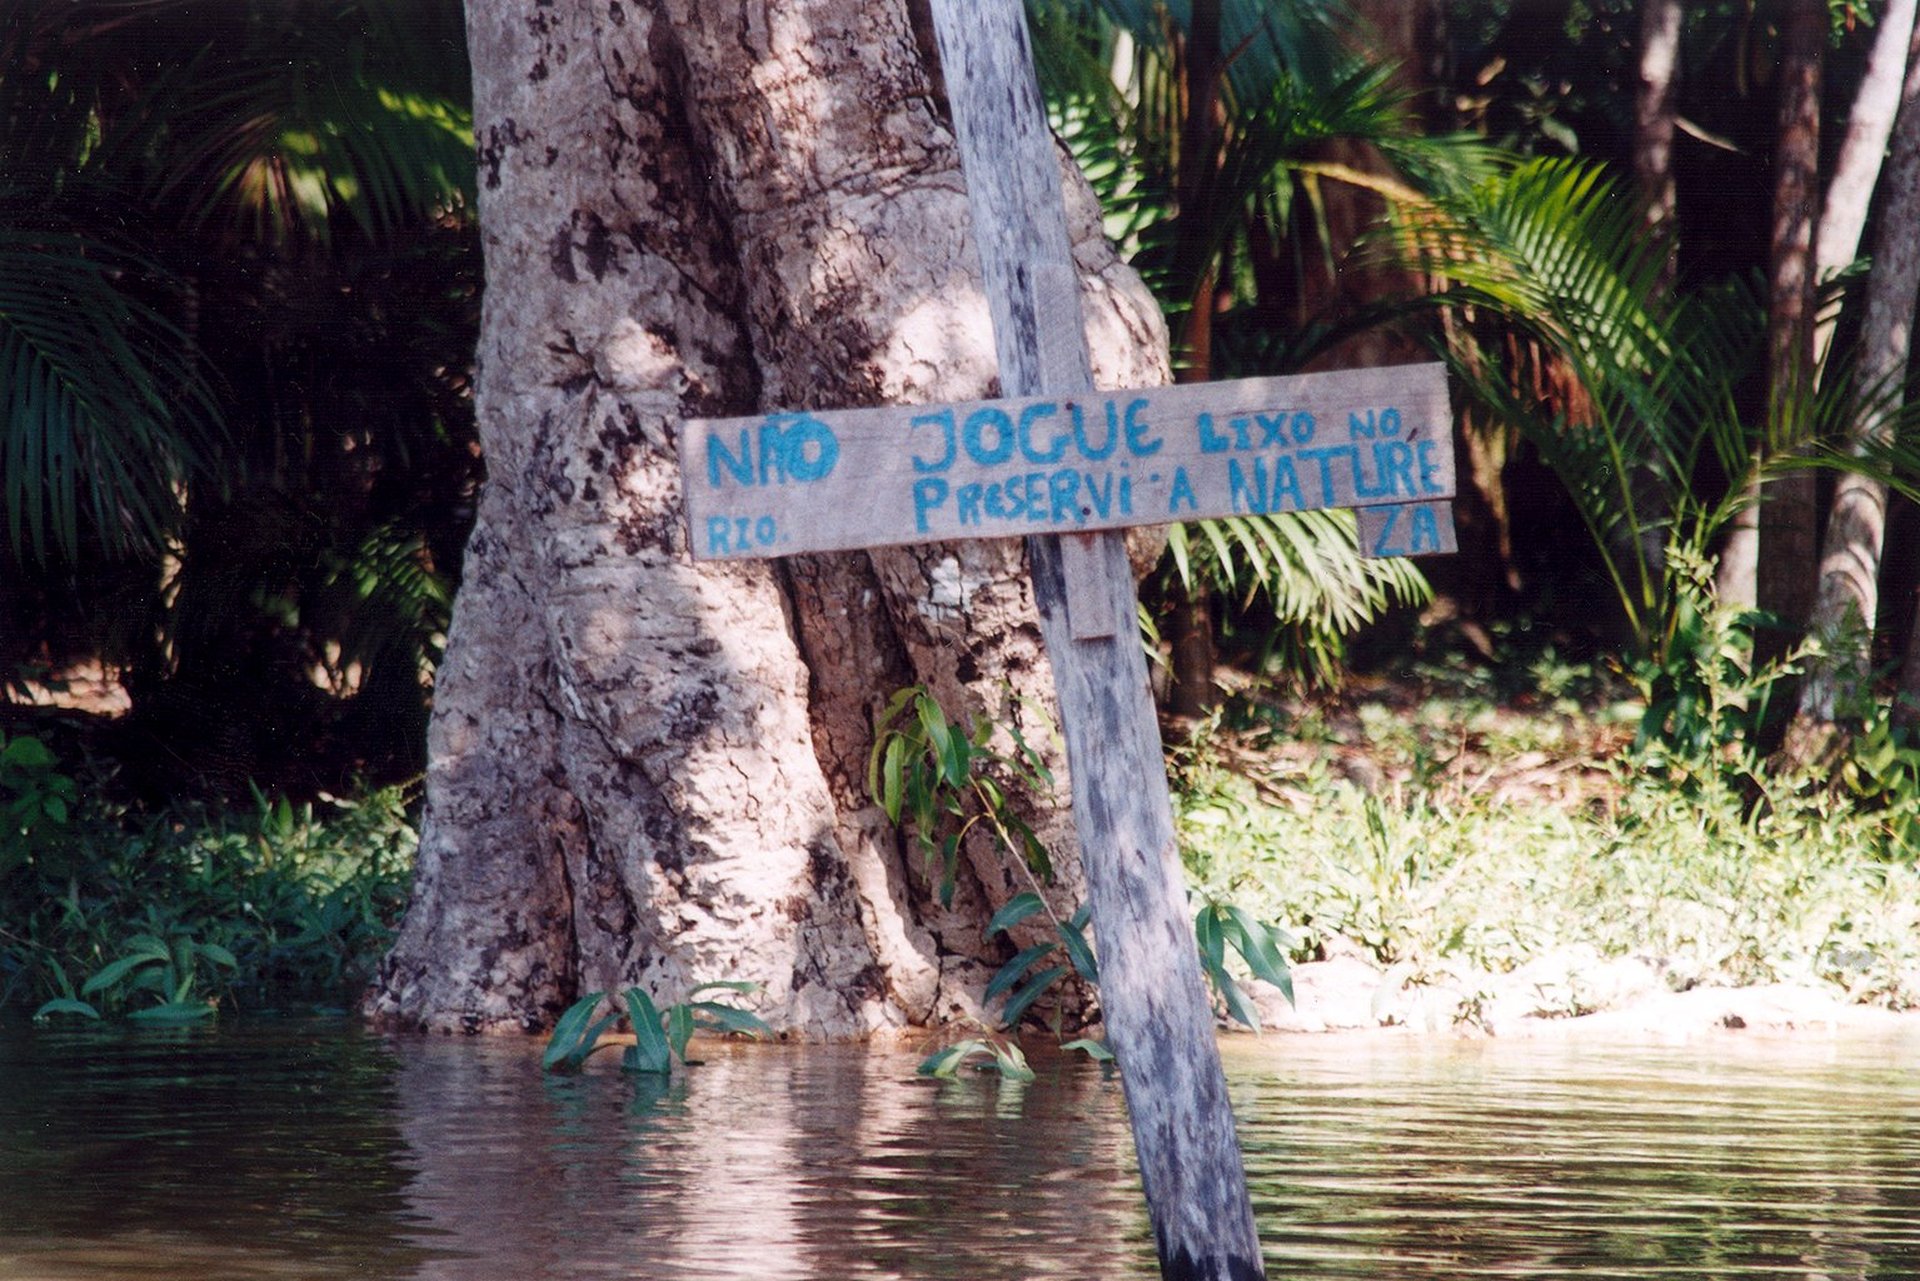 NÃO JOGUE LIXO NO
RIO. PRESERVI A NATURE
ZA